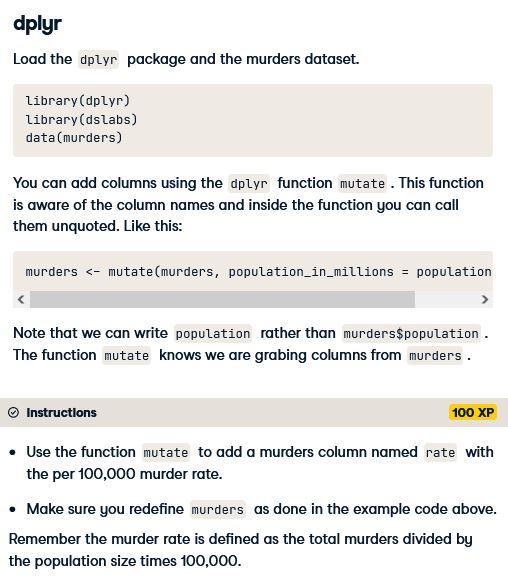 dplyr
Load the dplyr package and the murders dataset.
library(dplyr)
library(dslabs)
data(murders)
You can add columns using the dplyr function mutate . This function
is aware of the column names and inside the function you can call
them unquoted. Like this:
murders <- mutate(murders, population_in_millions = population
Note that we can write population rather than murders$population .
The function mutate knows we are grabing columns from murders .
Instructions
100 XP
• Use the function mutate to add a murders column named rate with
the per 100,000 murder rate.
• Make sure you redefine murders as done in the example code above.
Remember the murder rate is defined as the total murders divided by
the population size times 100,000.